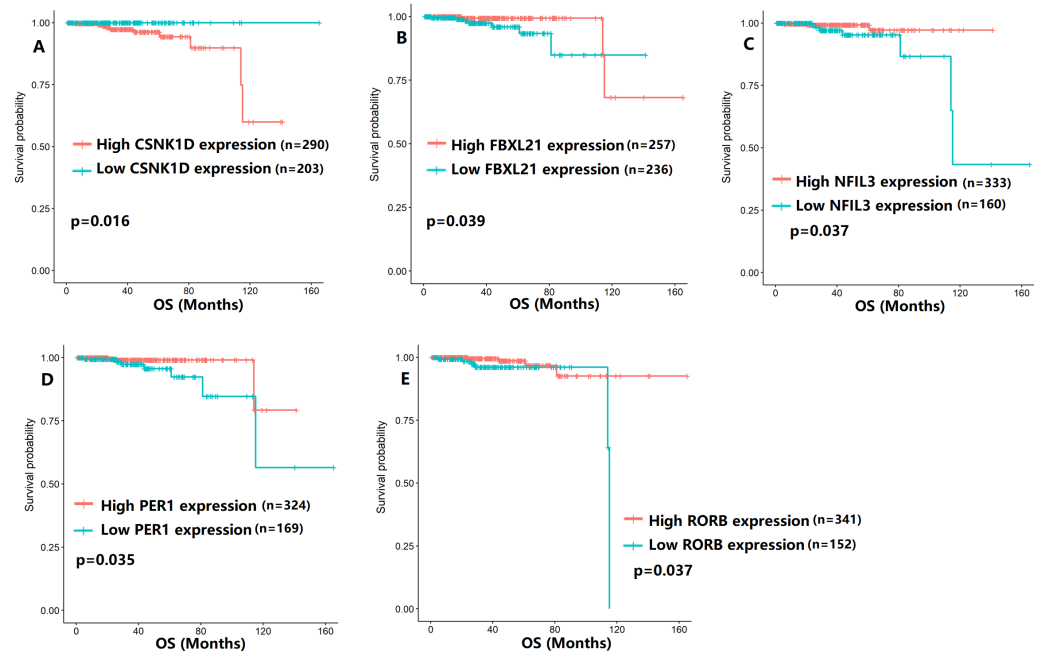 A
Survival probability
1.00
0.75
0.50
0.25
0.00
High CSNK1D expression (n=290)
Low CSNK1D expression (n=203)
p=0.016
0 40 80 120 160
OS (Months)
B
Survival probability
1.00
0.75
0.50
0.25
0.00
High FBXL21 expression (n=257)
Low FBXL21 expression (n=236)
p=0.039
0 40 80 120 160
OS (Months)
C
Survival probability
1.00
0.75
0.50
0.25
0.00
High NFIL3 expression (n=333)
Low NFIL3 expression (n=160)
p=0.037
0 40 80 120 160
OS (Months)
D
Survival probability
1.00
0.75
0.50
0.25
0.00
High PER1 expression (n=324)
Low PER1 expression (n=169)
p=0.035
0 40 80 120 160
OS (Months)
E
Survival probability
1.00
0.75
0.50
0.25
0.00
High RORB expression (n=341)
Low RORB expression (n=152)
p=0.037
0 40 80 120 160
OS (Months)